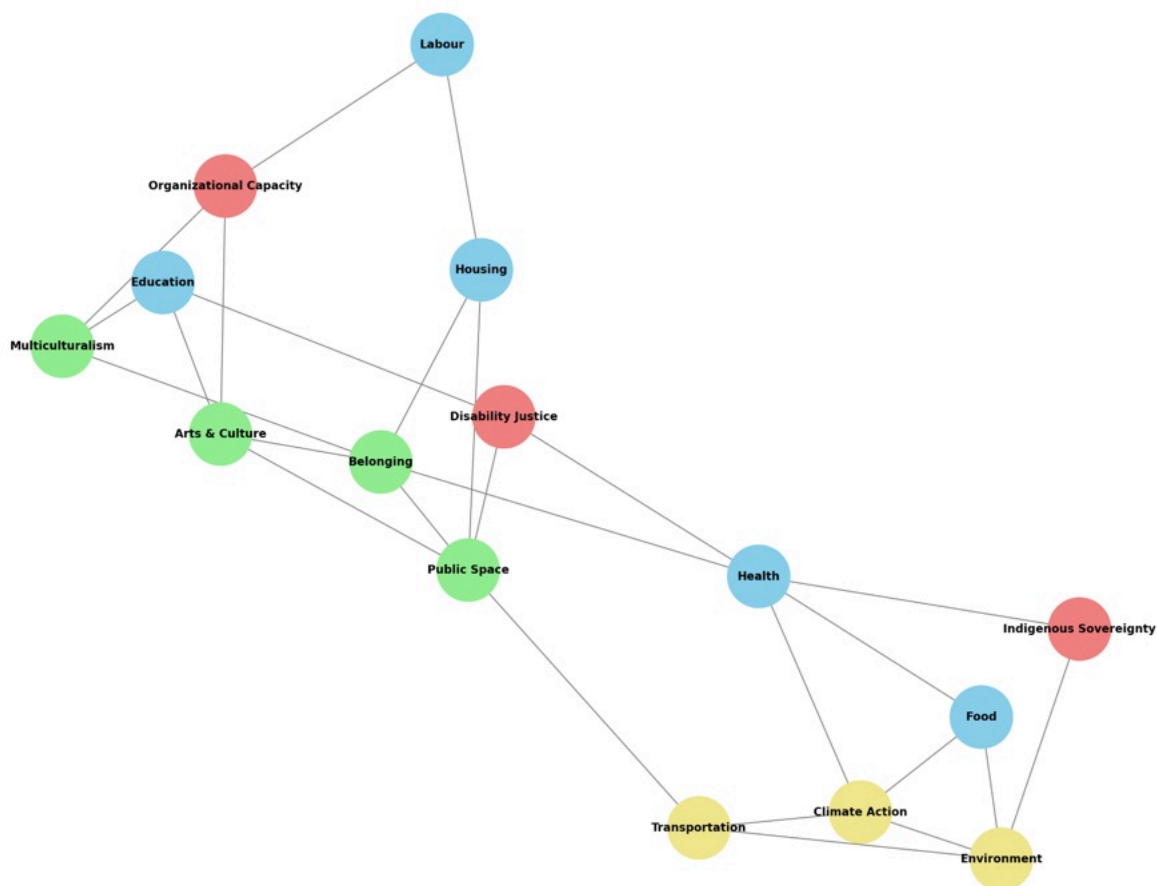 Labour
Organizational Capacity
Housing
Education
Multiculturalism
Disability Justice
Arts & Culture
Belonging
Public Space
Health
Indigenous Sovereignty
Food
Climate Action
Transportation
Environment